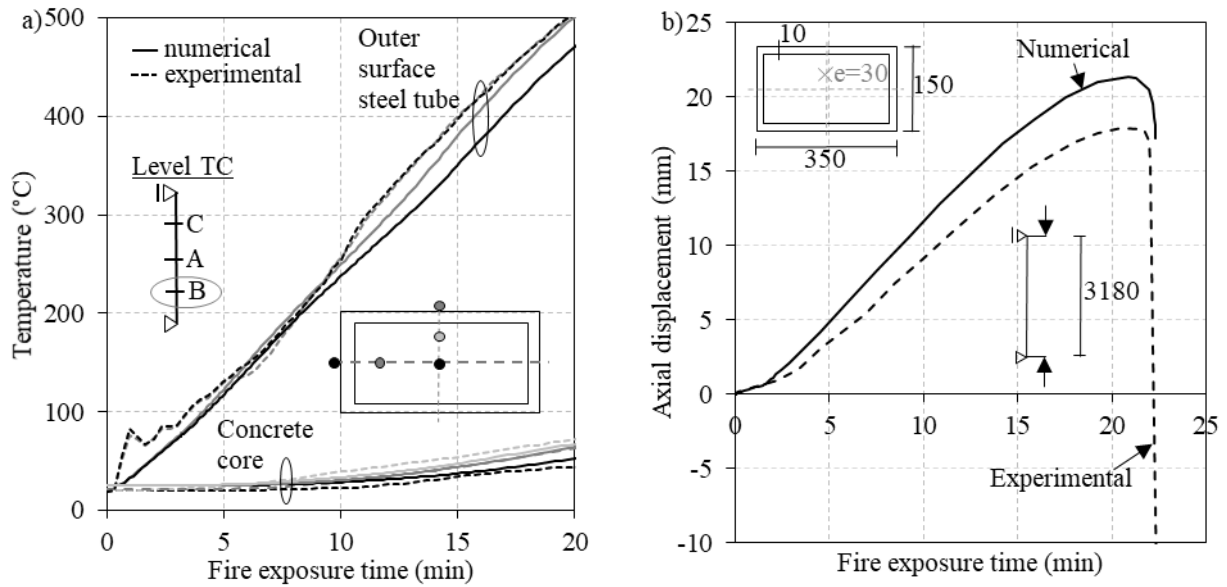 a)
500
400
300
200
100
0
0
5
10
15
20
Temperature (°C)
Fire exposure time (min)
numerical
experimental
Outer
surface
steel tube
Level TC
C
A
B
Concrete
core
b)
25
20
15
10
5
0
-5
-10
0
5
10
15
20
25
Axial displacement (mm)
Fire exposure time (min)
10
e=30
150
350
Numerical
3180
Experimental